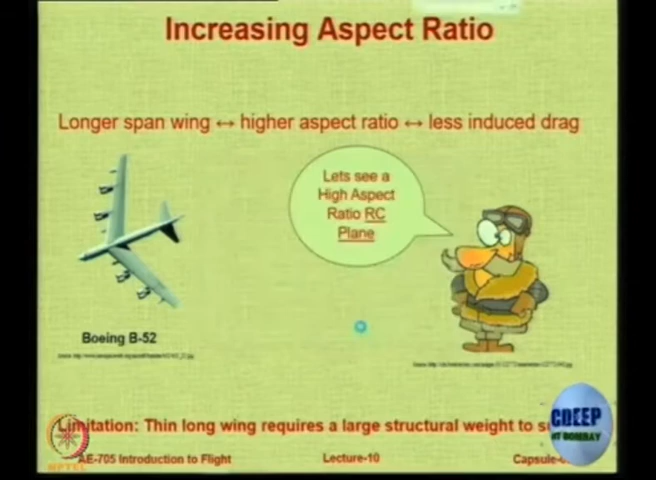 Increasing Aspect Ratio
Longer span wing ↔ higher aspect ratio ↔ less induced drag
Lets see a
High Aspect
Ratio RC
Plane
Boeing B-52
Limitation: Thin long wing requires a large structural weight to
CDEEP
IIT BOMBAY
NPTEL
AE-705 Introduction to Flight
Lecture-10